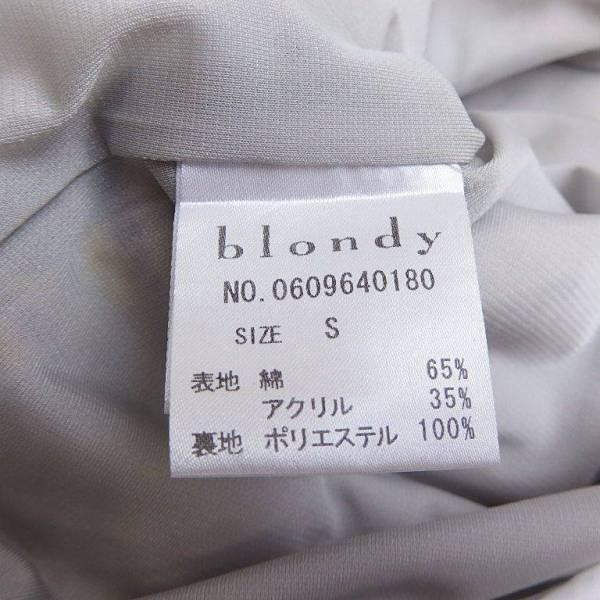 blondy
NO.0609640180
SIZE S
表地 綿 65%
アクリル 35%
裏地 ポリエステル 100%